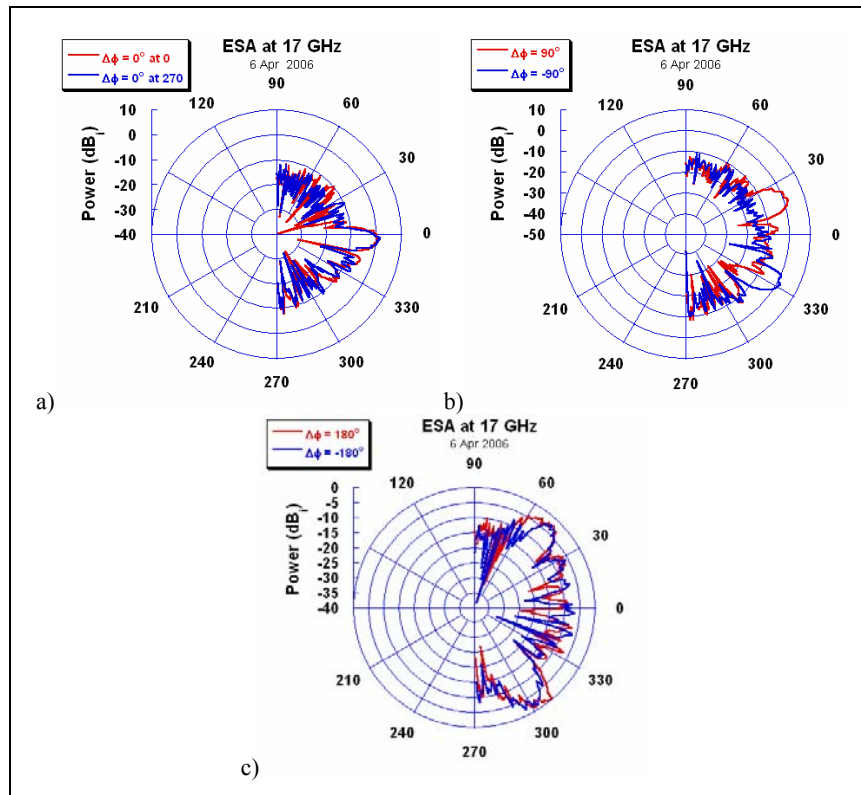 Δϕ = 0° at 0
Δϕ = 0° at 270
ESA at 17 GHz
6 Apr 2006
90
120
60
30
0
330
300
270
240
210
10
0
-10
-20
-30
-40
Power (dBi)
a)
Δϕ = 90°
Δϕ = -90°
ESA at 17 GHz
6 Apr 2006
90
120
60
30
0
330
300
270
240
210
10
0
-10
-20
-30
-40
-50
Power (dBi)
b)
Δϕ = 180°
Δϕ = -180°
ESA at 17 GHz
6 Apr 2006
90
120
60
30
0
330
300
270
240
210
0
-5
-10
-15
-20
-25
-30
-35
-40
Power (dBi)
c)